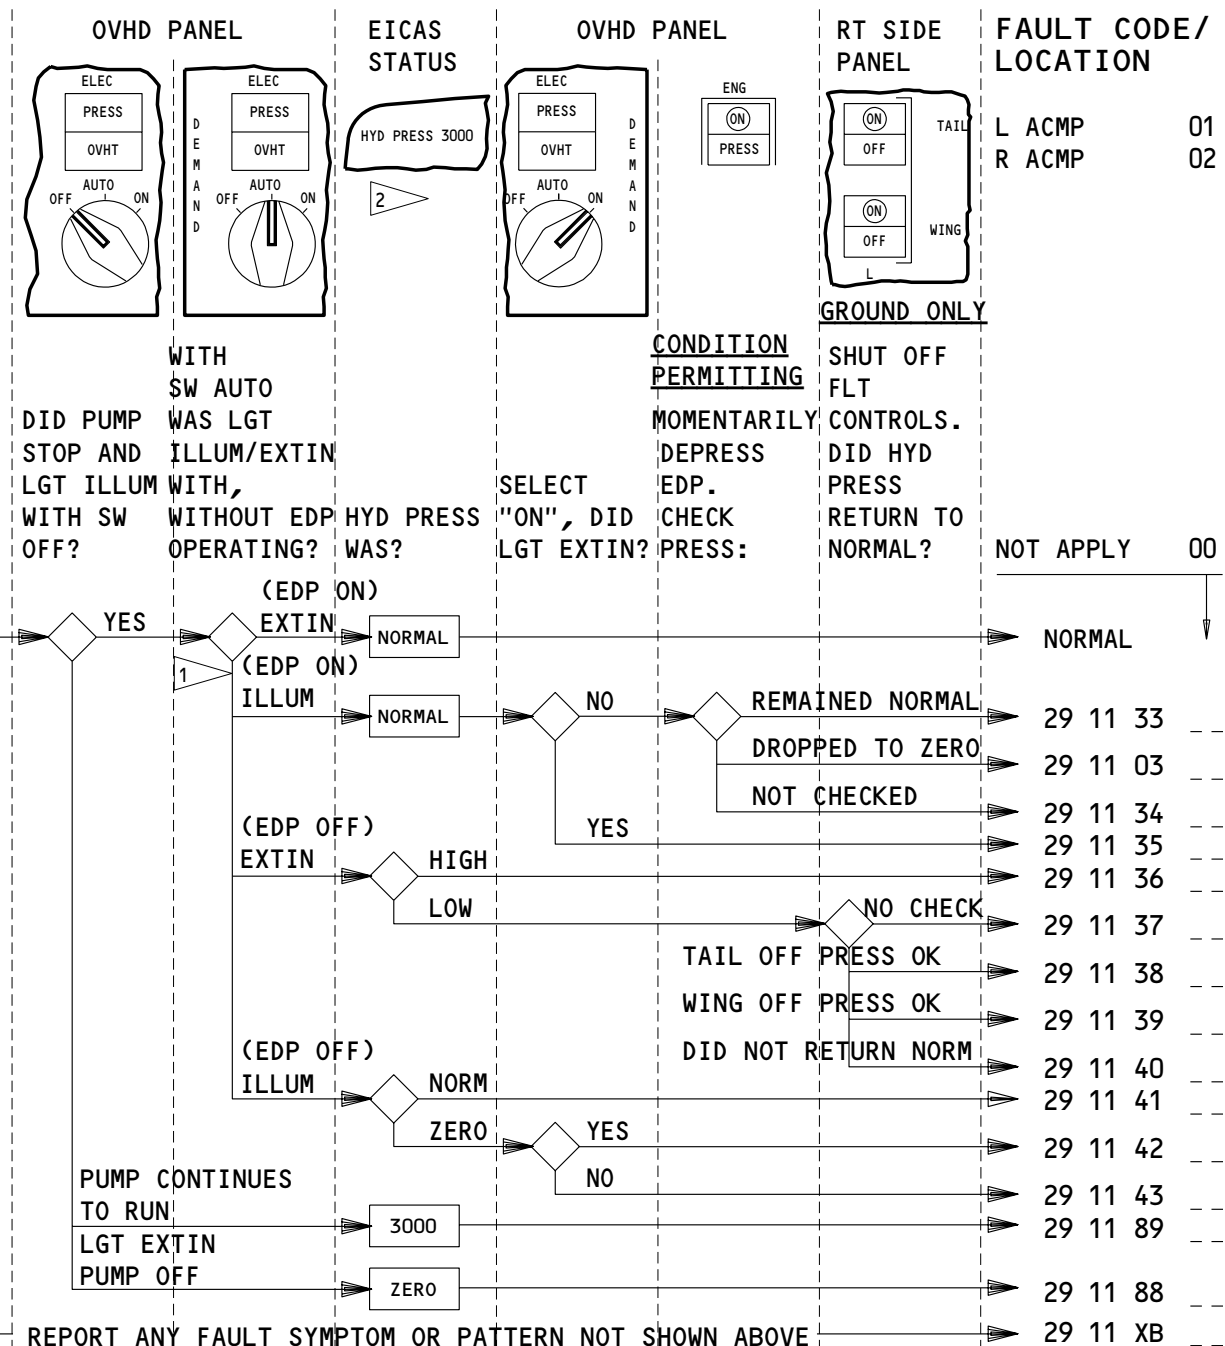 OVHD PANEL
EICAS
STATUS
OVHD PANEL
RT SIDE
PANEL
FAULT CODE/
LOCATION
ELEC
PRESS
OVHT
AUTO
OFF
ON
DEMAND
ELEC
PRESS
OVHT
AUTO
OFF
ON
HYD PRESS 3000
2
ELEC
PRESS
OVHT
AUTO
OFF
ON
DEMAND
ENG
ON
PRESS
ON
OFF
TAIL
ON
OFF
WING
L
L ACMP 01
R ACMP 02
GROUND ONLY
DID PUMP
STOP AND
LGT ILLUM
WITH SW
OFF?
WITH
SW AUTO
WAS LGT
ILLUM/EXTIN
WITH,
WITHOUT EDP
OPERATING?
HYD PRESS
WAS?
SELECT
"ON", DID
LGT EXTIN?
CONDITION
PERMITTING
MOMENTARILY
DEPRESS
EDP.
CHECK
PRESS:
SHUT OFF
FLT
CONTROLS.
DID HYD
PRESS
RETURN TO
NORMAL?
NOT APPLY 00
YES
(EDP ON)
EXTIN
NORMAL
NORMAL
1
(EDP ON)
ILLUM
NORMAL
NO
REMAINED NORMAL
29 11 33 _ _
DROPPED TO ZERO
29 11 03 _ _
NOT CHECKED
29 11 34 _ _
YES
29 11 35 _ _
(EDP OFF)
EXTIN
HIGH
29 11 36 _ _
LOW
NO CHECK
29 11 37 _ _
TAIL OFF PRESS OK
29 11 38 _ _
WING OFF PRESS OK
29 11 39 _ _
DID NOT RETURN NORM
29 11 40 _ _
(EDP OFF)
ILLUM
NORM
29 11 41 _ _
ZERO
YES
29 11 42 _ _
NO
29 11 43 _ _
PUMP CONTINUES
TO RUN
3000
29 11 89 _ _
LGT EXTIN
PUMP OFF
ZERO
29 11 88 _ _
REPORT ANY FAULT SYMPTOM OR PATTERN NOT SHOWN ABOVE
29 11 XB _ _